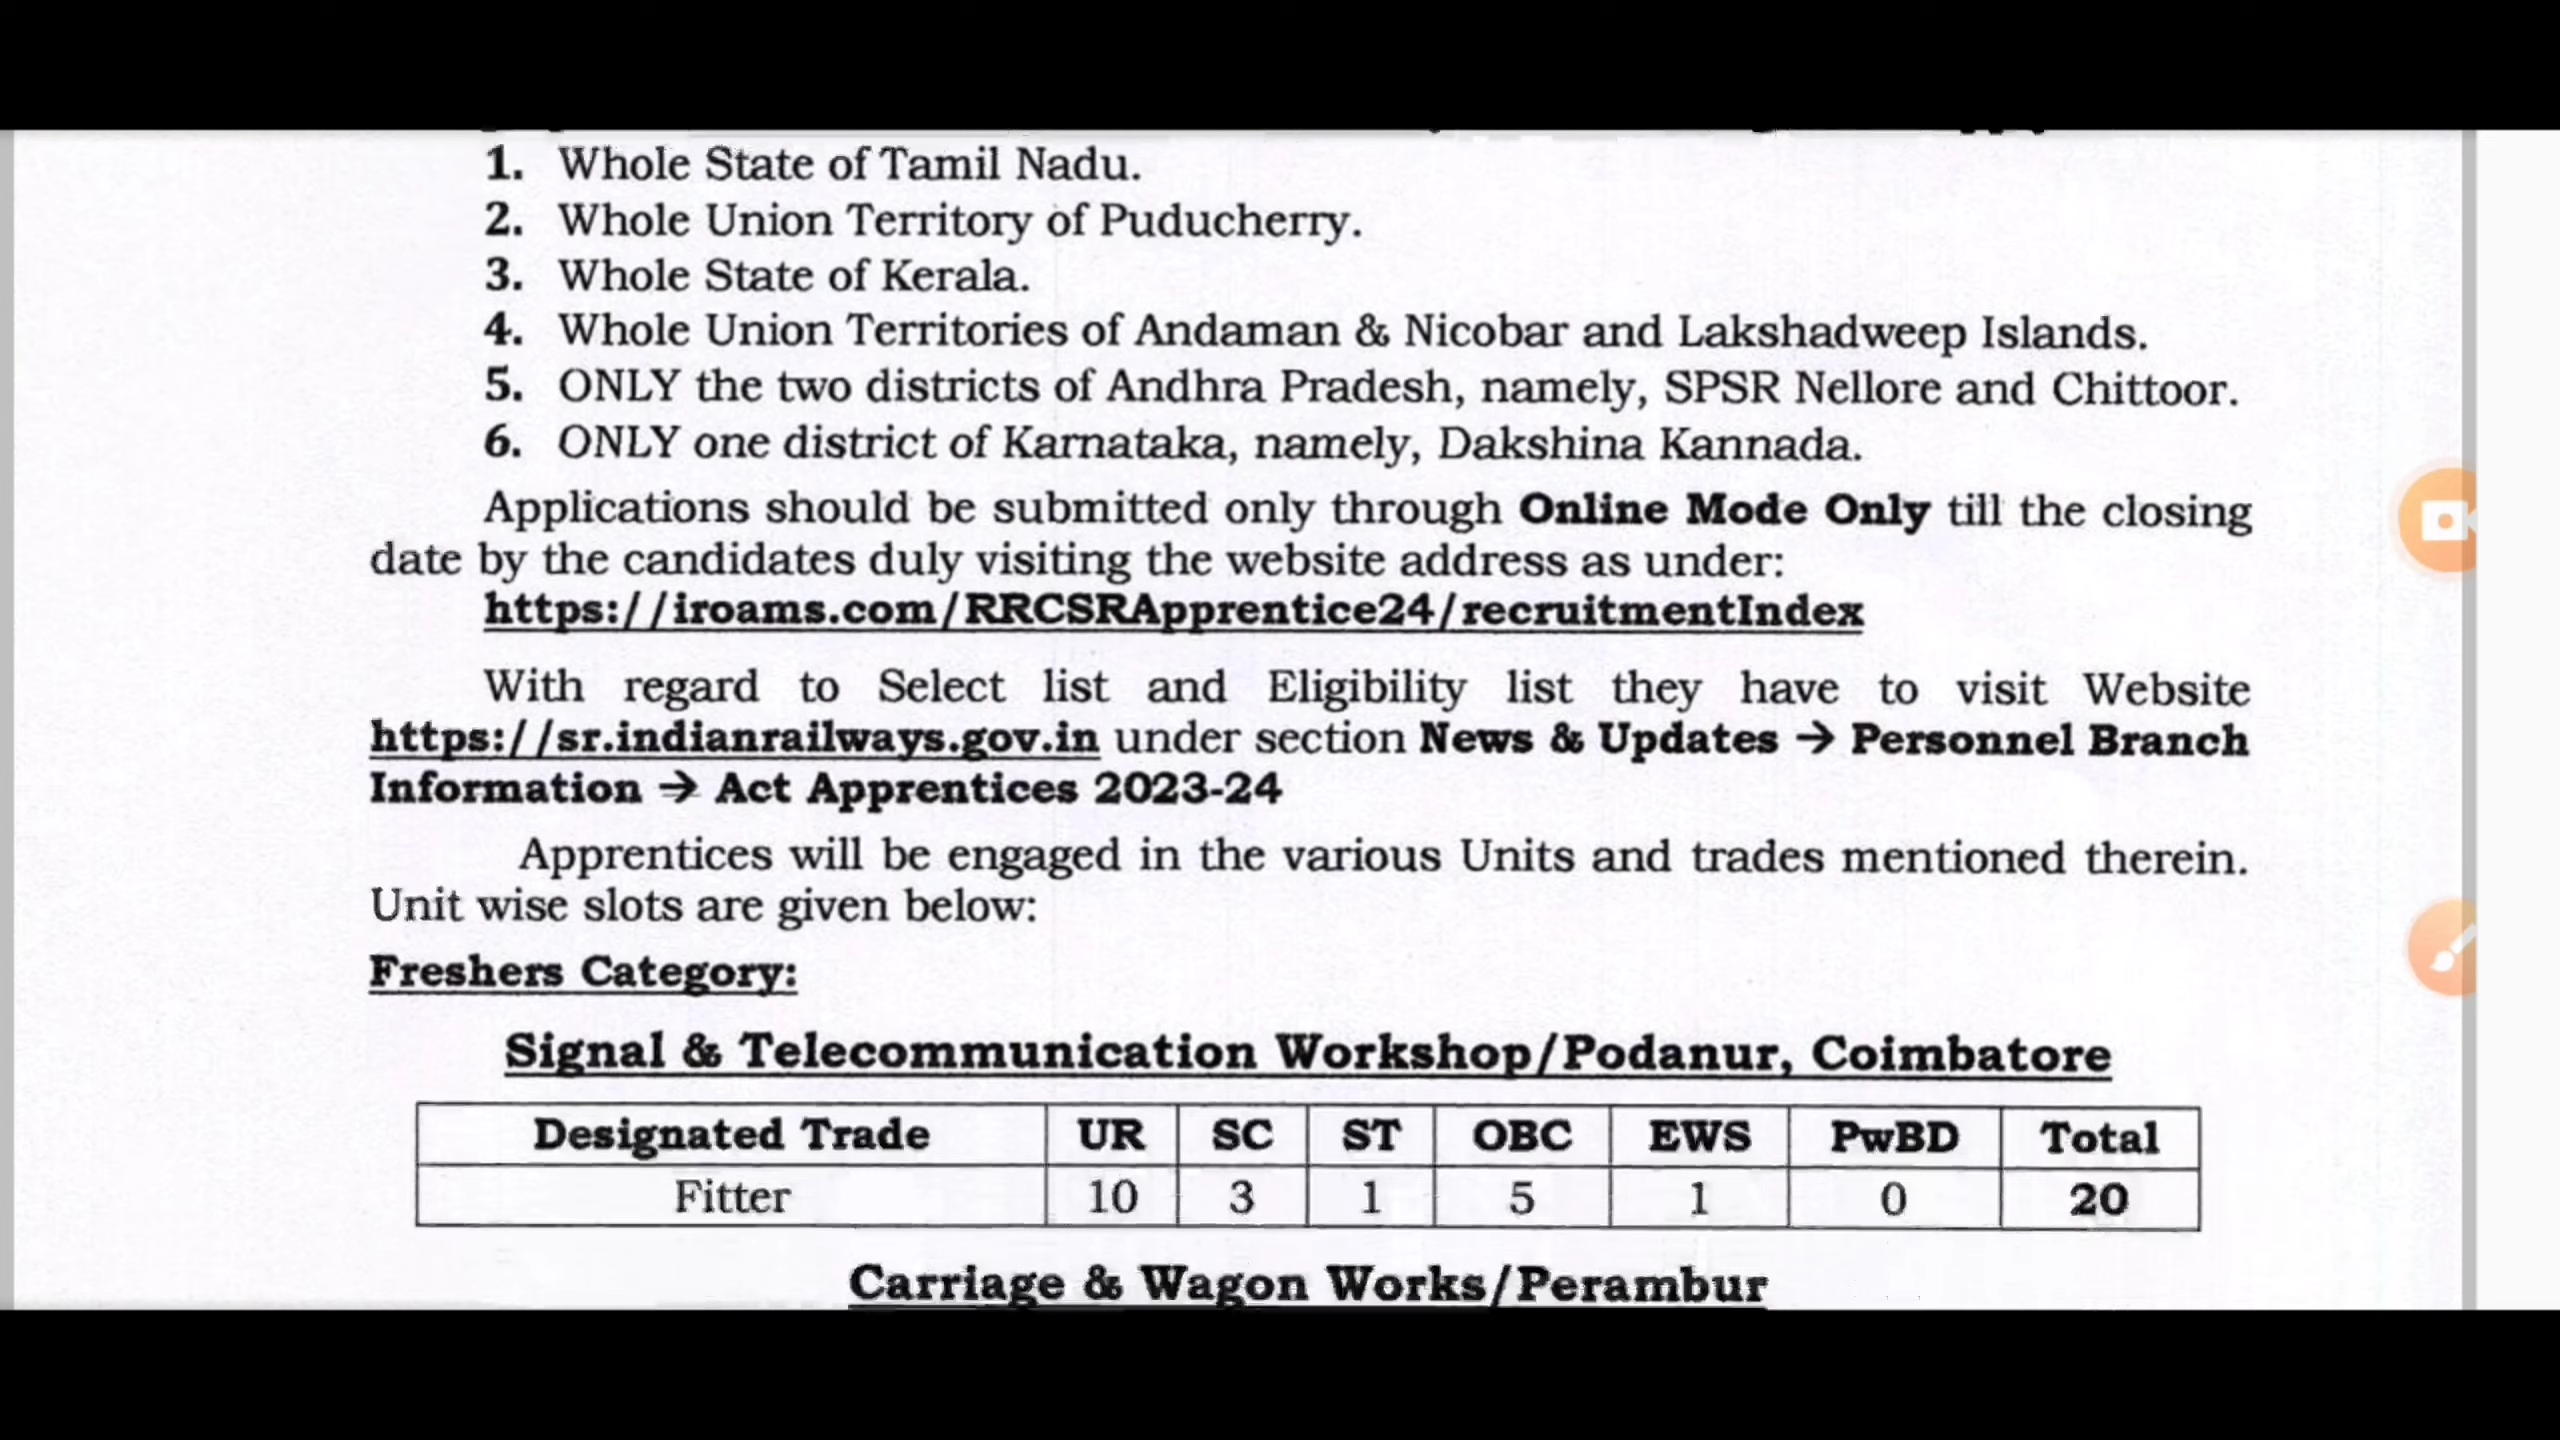 1. Whole State of Tamil Nadu.
2. Whole Union Territory of Puducherry.
3. Whole State of Kerala.
4. Whole Union Territories of Andaman & Nicobar and Lakshadweep Islands.
5. ONLY the two districts of Andhra Pradesh, namely, SPSR Nellore and Chittoor.
6. ONLY one district of Karnataka, namely, Dakshina Kannada.
Applications should be submitted only through Online Mode Only till the closing
date by the candidates duly visiting the website address as under:
https://iroams.com/RRCSRApprentice24/recruitmentIndex
With regard to Select list and Eligibility list they have to visit Website
https://sr.indianrailways.gov.in under section News & Updates → Personnel Branch
Information → Act Apprentices 2023-24
Apprentices will be engaged in the various Units and trades mentioned therein.
Unit wise slots are given below:
Freshers Category:
Signal & Telecommunication Workshop/Podanur, Coimbatore
Designated Trade UR SC ST OBC EWS PwBD Total
Fitter 10 3 1 5 1 0 20
Carriage & Wagon Works/Perambur